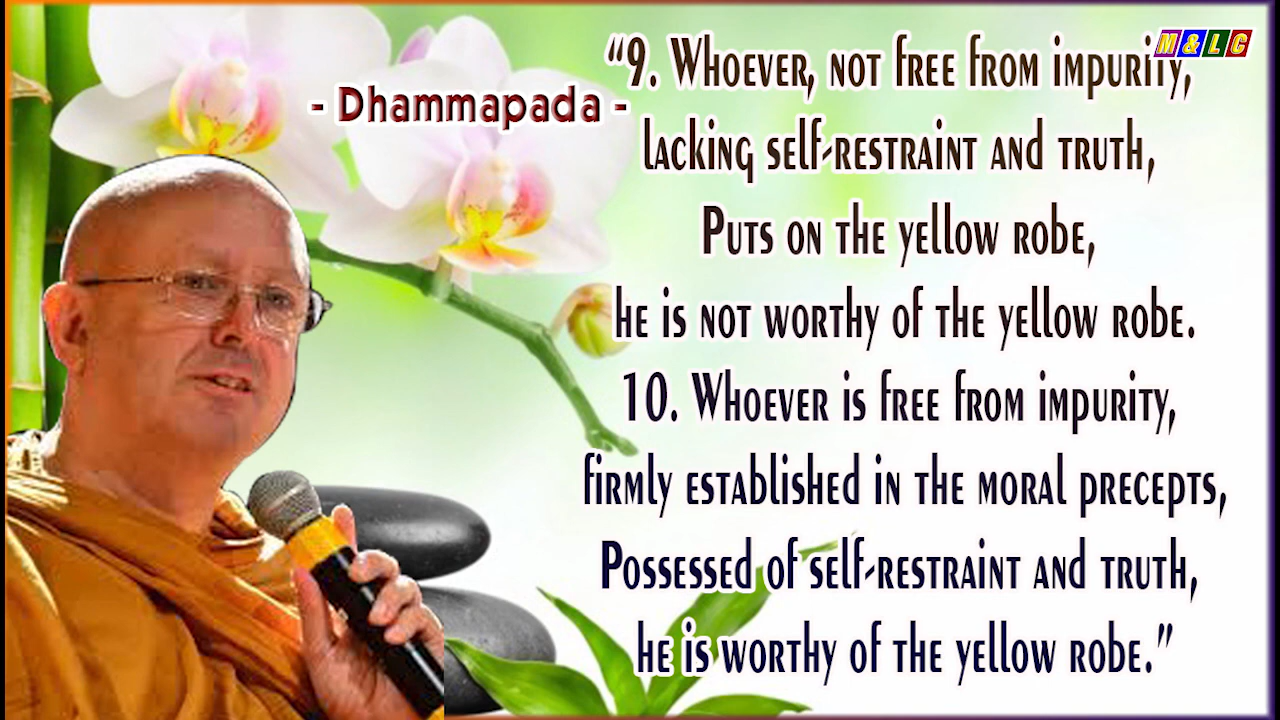 M&LC
- Dhammapada -
“9. Whoever, not free from impurity,
lacking self-restraint and truth,
Puts on the yellow robe,
he is not worthy of the yellow robe.
10. Whoever is free from impurity,
firmly established in the moral precepts,
Possessed of self-restraint and truth,
he is worthy of the yellow robe.”